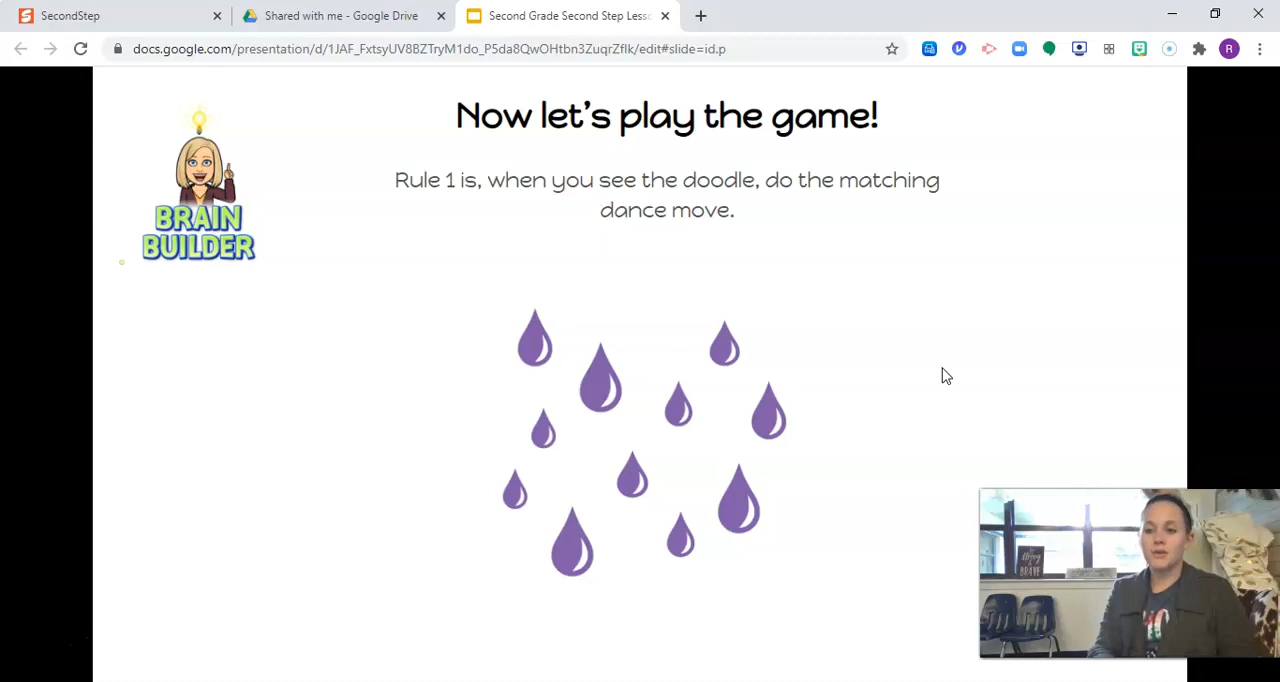 SecondStep
Shared with me - Google Drive
Second Grade Second Step Less
docs.google.com/presentation/d/1JAF_FxtsyUV8BZTryM1do_P5da8QwOHtbn3ZuqrZflk/edit#slide=id.p
R
Now let's play the game!
Rule 1 is, when you see the doodle, do the matching
dance move.
BRAIN
BUILDER
BRAVE